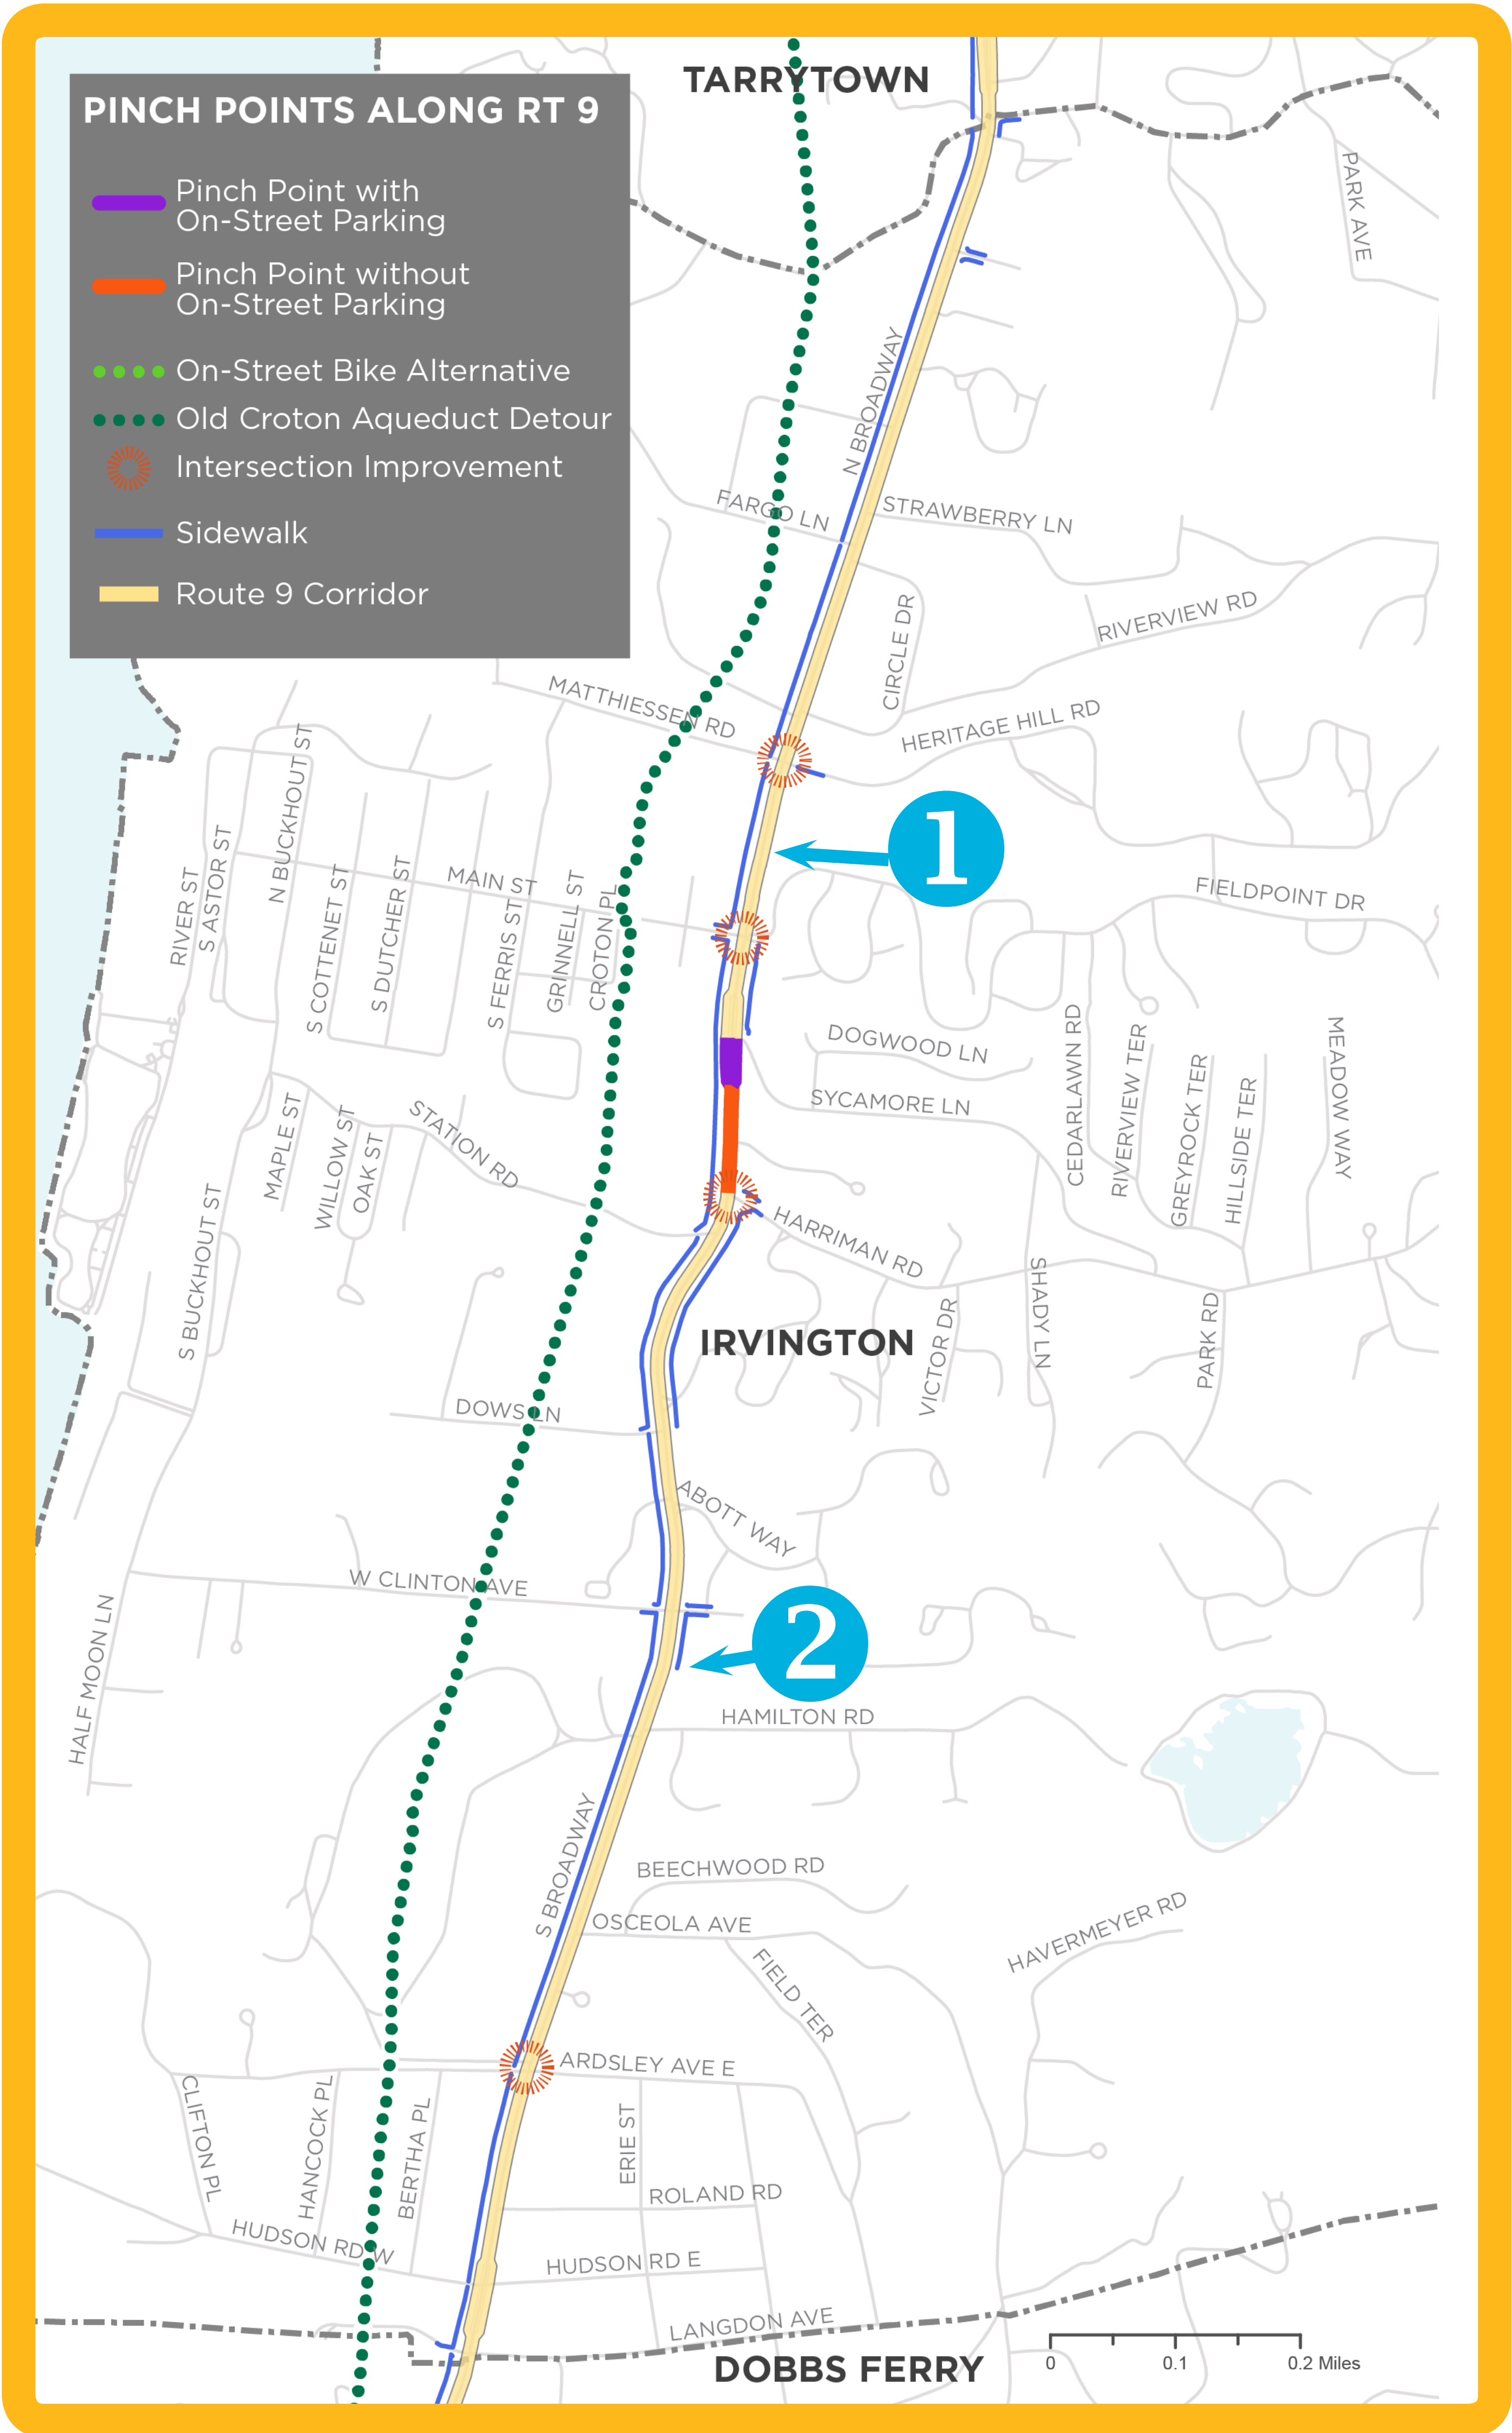 TARRYTOWN
PINCH POINTS ALONG RT 9
Pinch Point with
On-Street Parking
Pinch Point without
On-Street Parking
On-Street Bike Alternative
Old Croton Aqueduct Detour
Intersection Improvement
Sidewalk
Route 9 Corridor
PARK AVE
N BROADWAY
FARGO LN
STRAWBERRY LN
CIRCLE DR
RIVERVIEW RD
MATTHIESSEN RD
HERITAGE HILL RD
1
RIVER ST
S ASTOR ST
N BUCKHOUT ST
S COTTENET ST
S DUTCHER ST
MAIN ST
S FERRIS ST
GRINNELL ST
CROTON PL
FIELDPOINT DR
DOGWOOD LN
SYCAMORE LN
CEDARLAWN RD
RIVERVIEW TER
GREYROCK TER
HILLSIDE TER
MEADOW WAY
MAPLE ST
WILLOW ST
OAK ST
STATION RD
S BUCKHOUT ST
HARRIMAN RD
IRVINGTON
VICTOR DR
SHADY LN
PARK RD
DOWS LN
ABOTT WAY
W CLINTON AVE
HALF MOON LN
2
HAMILTON RD
S BROADWAY
BEECHWOOD RD
OSCEOLA AVE
FIELD TER
HAVERMEYER RD
ARDSLEY AVE E
CLIFTON PL
HANCOCK PL
BERTHA PL
ERIE ST
ROLAND RD
HUDSON RD W
HUDSON RD E
LANGDON AVE
DOBBS FERRY
0 0.1 0.2 Miles